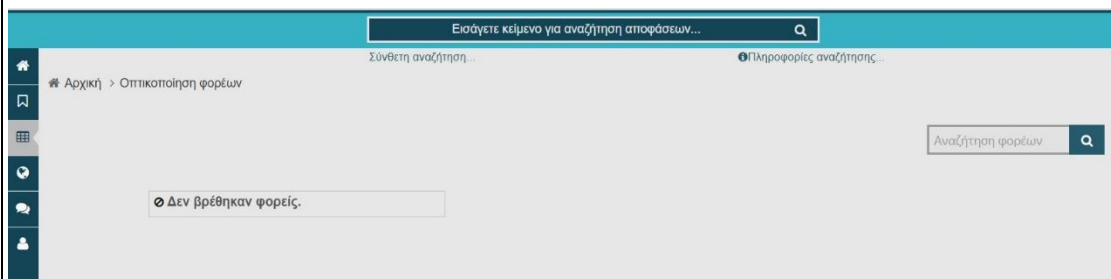 Εισάγετε κείμενο για αναζήτηση αποφάσεων...
Σύνθετη αναζήτηση...
Πληροφορίες αναζήτησης...
Αρχική > Οπτικοποίηση φορέων
Αναζήτηση φορέων
Δεν βρέθηκαν φορείς.